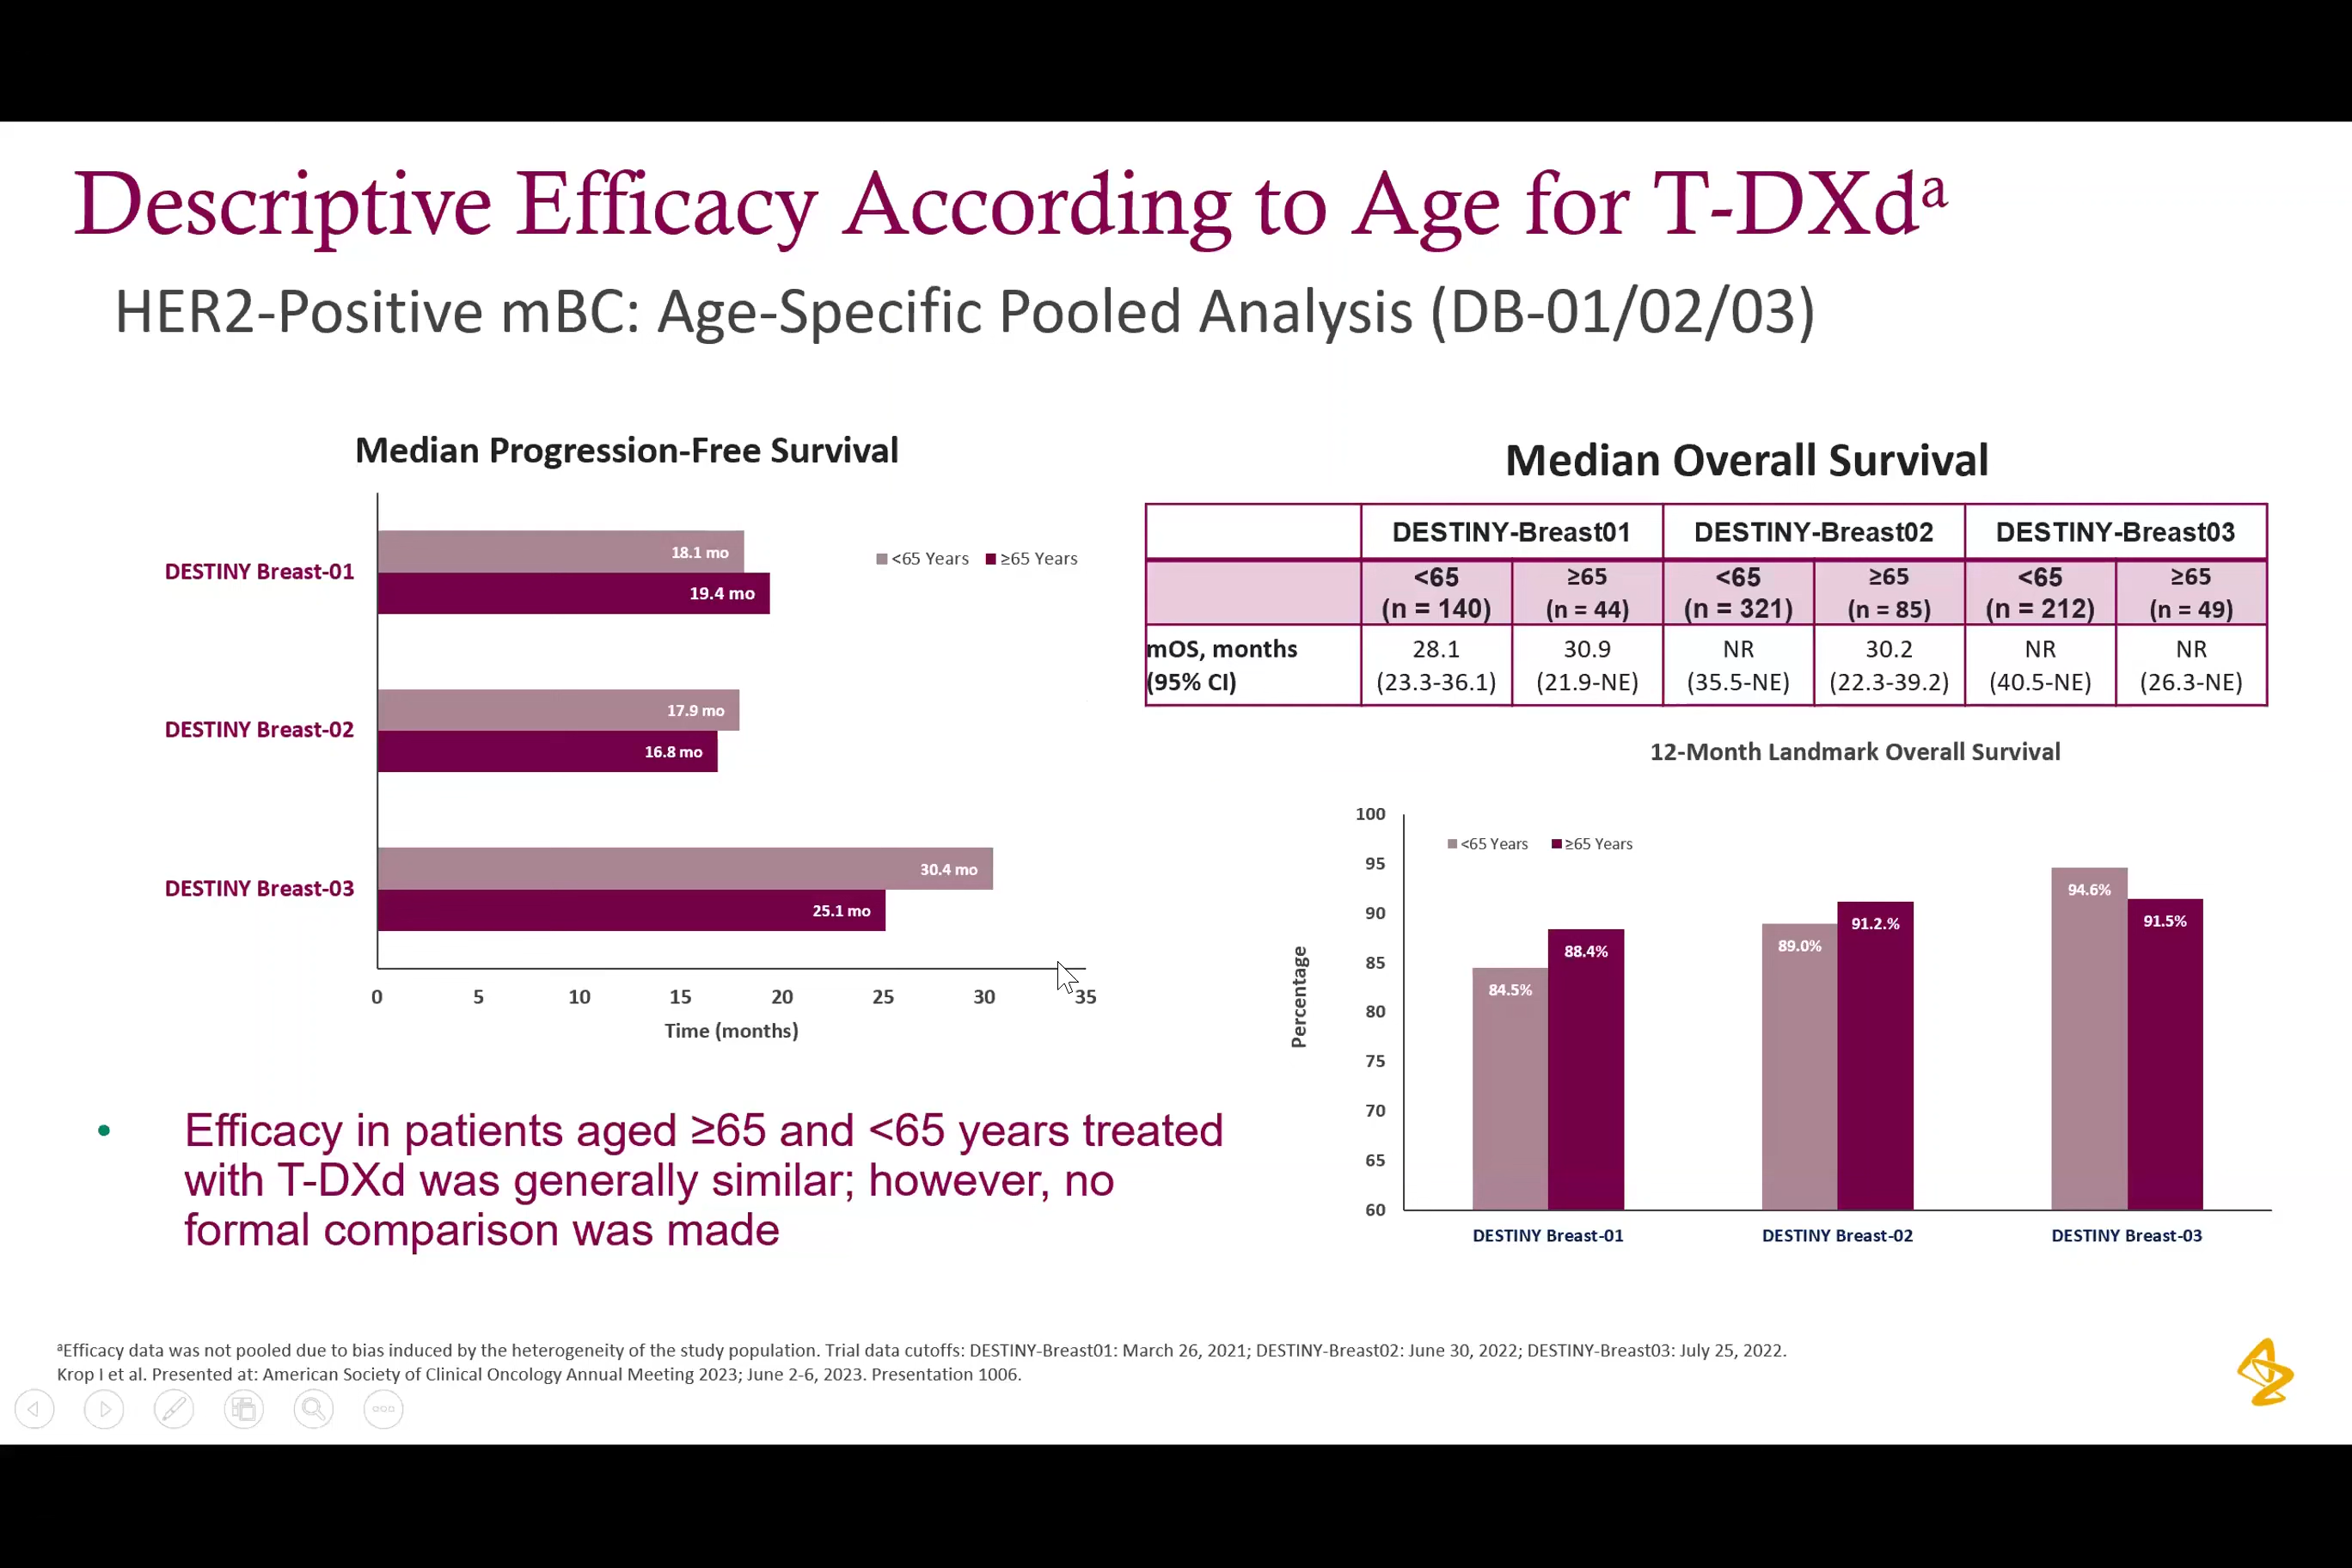 Descriptive Efficacy According to Age for T-DXdᵃ
HER2-Positive mBC: Age-Specific Pooled Analysis (DB-01/02/03)
Median Progression-Free Survival
<65 Years ≥65 Years
DESTINY Breast-01
18.1 mo
19.4 mo
DESTINY Breast-02
17.9 mo
16.8 mo
DESTINY Breast-03
30.4 mo
25.1 mo
0 5 10 15 20 25 30 35
Time (months)
Median Overall Survival
DESTINY-Breast01 DESTINY-Breast02 DESTINY-Breast03
<65 ≥65 <65 ≥65 <65 ≥65
(n = 140) (n = 44) (n = 321) (n = 85) (n = 212) (n = 49)
mOS, months 28.1 30.9 NR 30.2 NR NR
(95% CI) (23.3-36.1) (21.9-NE) (35.5-NE) (22.3-39.2) (40.5-NE) (26.3-NE)
12-Month Landmark Overall Survival
<65 Years ≥65 Years
Percentage
100
95
90
85
80
75
70
65
60
84.5% 88.4% 89.0% 91.2.% 94.6% 91.5%
DESTINY Breast-01 DESTINY Breast-02 DESTINY Breast-03
• Efficacy in patients aged ≥65 and <65 years treated
with T-DXd was generally similar; however, no
formal comparison was made
ᵃEfficacy data was not pooled due to bias induced by the heterogeneity of the study population. Trial data cutoffs: DESTINY-Breast01: March 26, 2021; DESTINY-Breast02: June 30, 2022; DESTINY-Breast03: July 25, 2022.
Krop I et al. Presented at: American Society of Clinical Oncology Annual Meeting 2023; June 2-6, 2023. Presentation 1006.